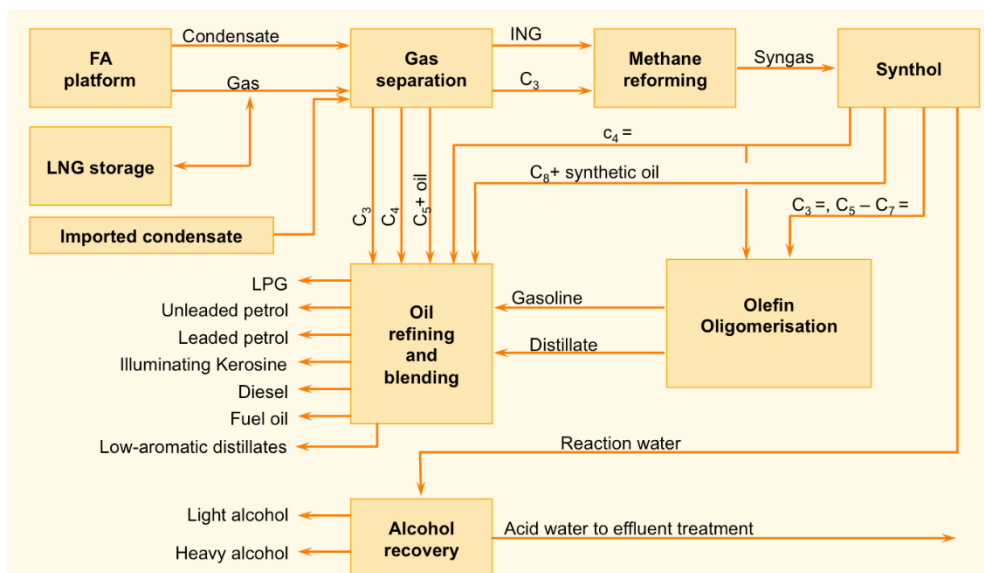 FA
platform
Condensate
Gas
Gas
separation
ING
C₃
Methane
reforming
Syngas
Synthol
LNG storage
Imported condensate
c₄ =
C₈+ synthetic oil
C₃ =, C₅ – C₇ =
C₃
C₄
C₅+ oil
LPG
Unleaded petrol
Leaded petrol
Illuminating Kerosine
Diesel
Fuel oil
Low-aromatic distillates
Oil
refining
and
blending
Gasoline
Distillate
Olefin
Oligomerisation
Reaction water
Light alcohol
Heavy alcohol
Alcohol
recovery
Acid water to effluent treatment